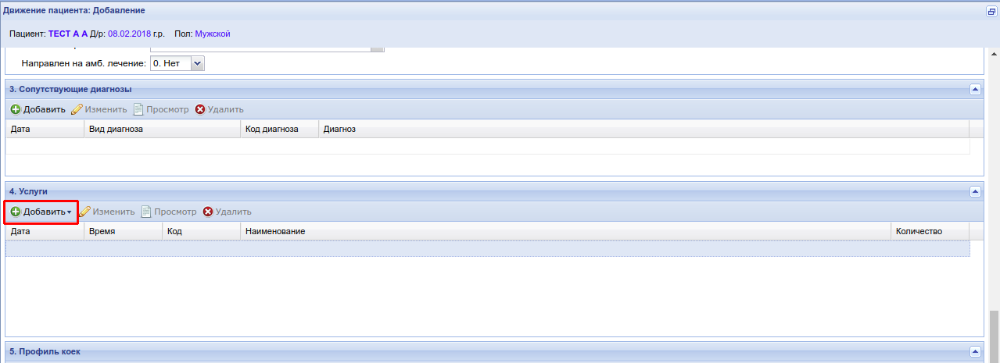 Движение пациента: Добавление
Пациент: ТЕСТ А А Д/р: 08.02.2018 г.р. Пол: Мужской
Направлен на амб. лечение: 0. Нет
3. Сопутствующие диагнозы
Добавить Изменить Просмотр Удалить
Дата Вид диагноза Код диагноза Диагноз
4. Услуги
Добавить Изменить Просмотр Удалить
Дата Время Код Наименование Количество
5. Профиль коек